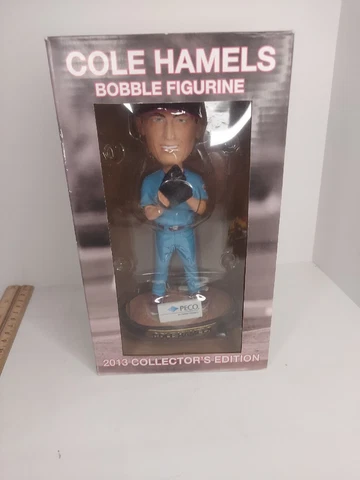 COLE HAMELS
BOBBLE FIGURINE
PECO
2013 COLLECTOR'S EDITION